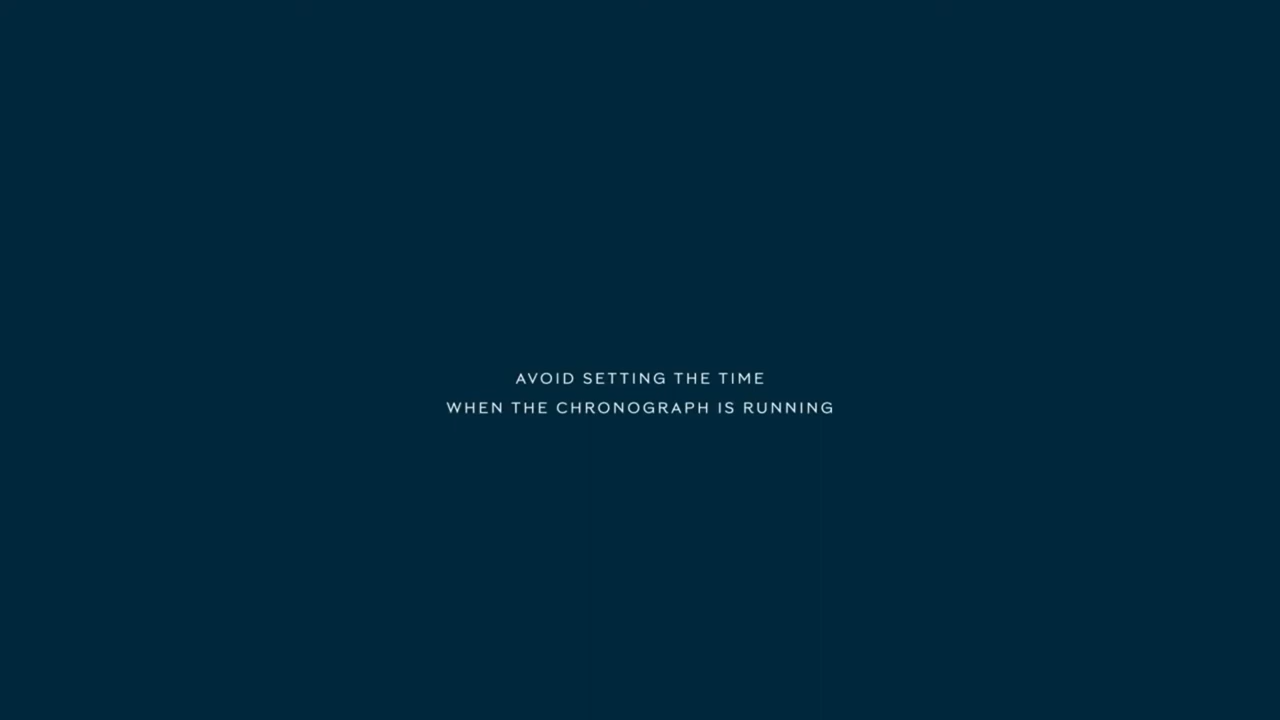 AVOID SETTING THE TIME
WHEN THE CHRONOGRAPH IS RUNNING